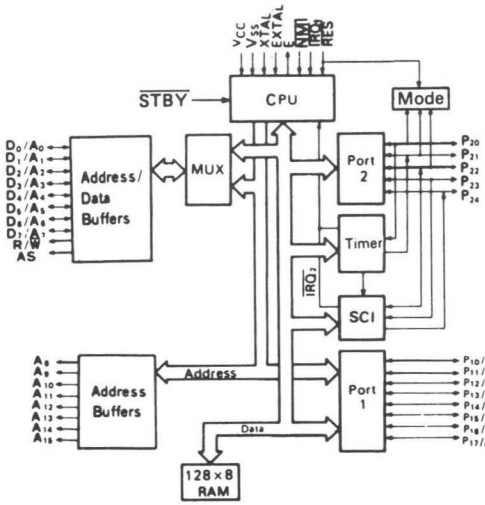 VCC
VSS
XTAL
EXTAL
E
NMI
IRQ1
RES
STBY
CPU
Mode
D0/A0
D1/A1
D2/A2
D3/A3
D4/A4
D5/A5
D6/A6
D7/A7
R/W
AS
Address/
Data
Buffers
MUX
Port
2
P20
P21
P22
P23
P24
Timer
IRQ2
SCI
A8
A9
A10
A11
A12
A13
A14
A15
Address
Buffers
Address
Port
1
P10/
P11/
P12/
P13/
P14/
P15/
P16/
P17/
Data
128×8
RAM